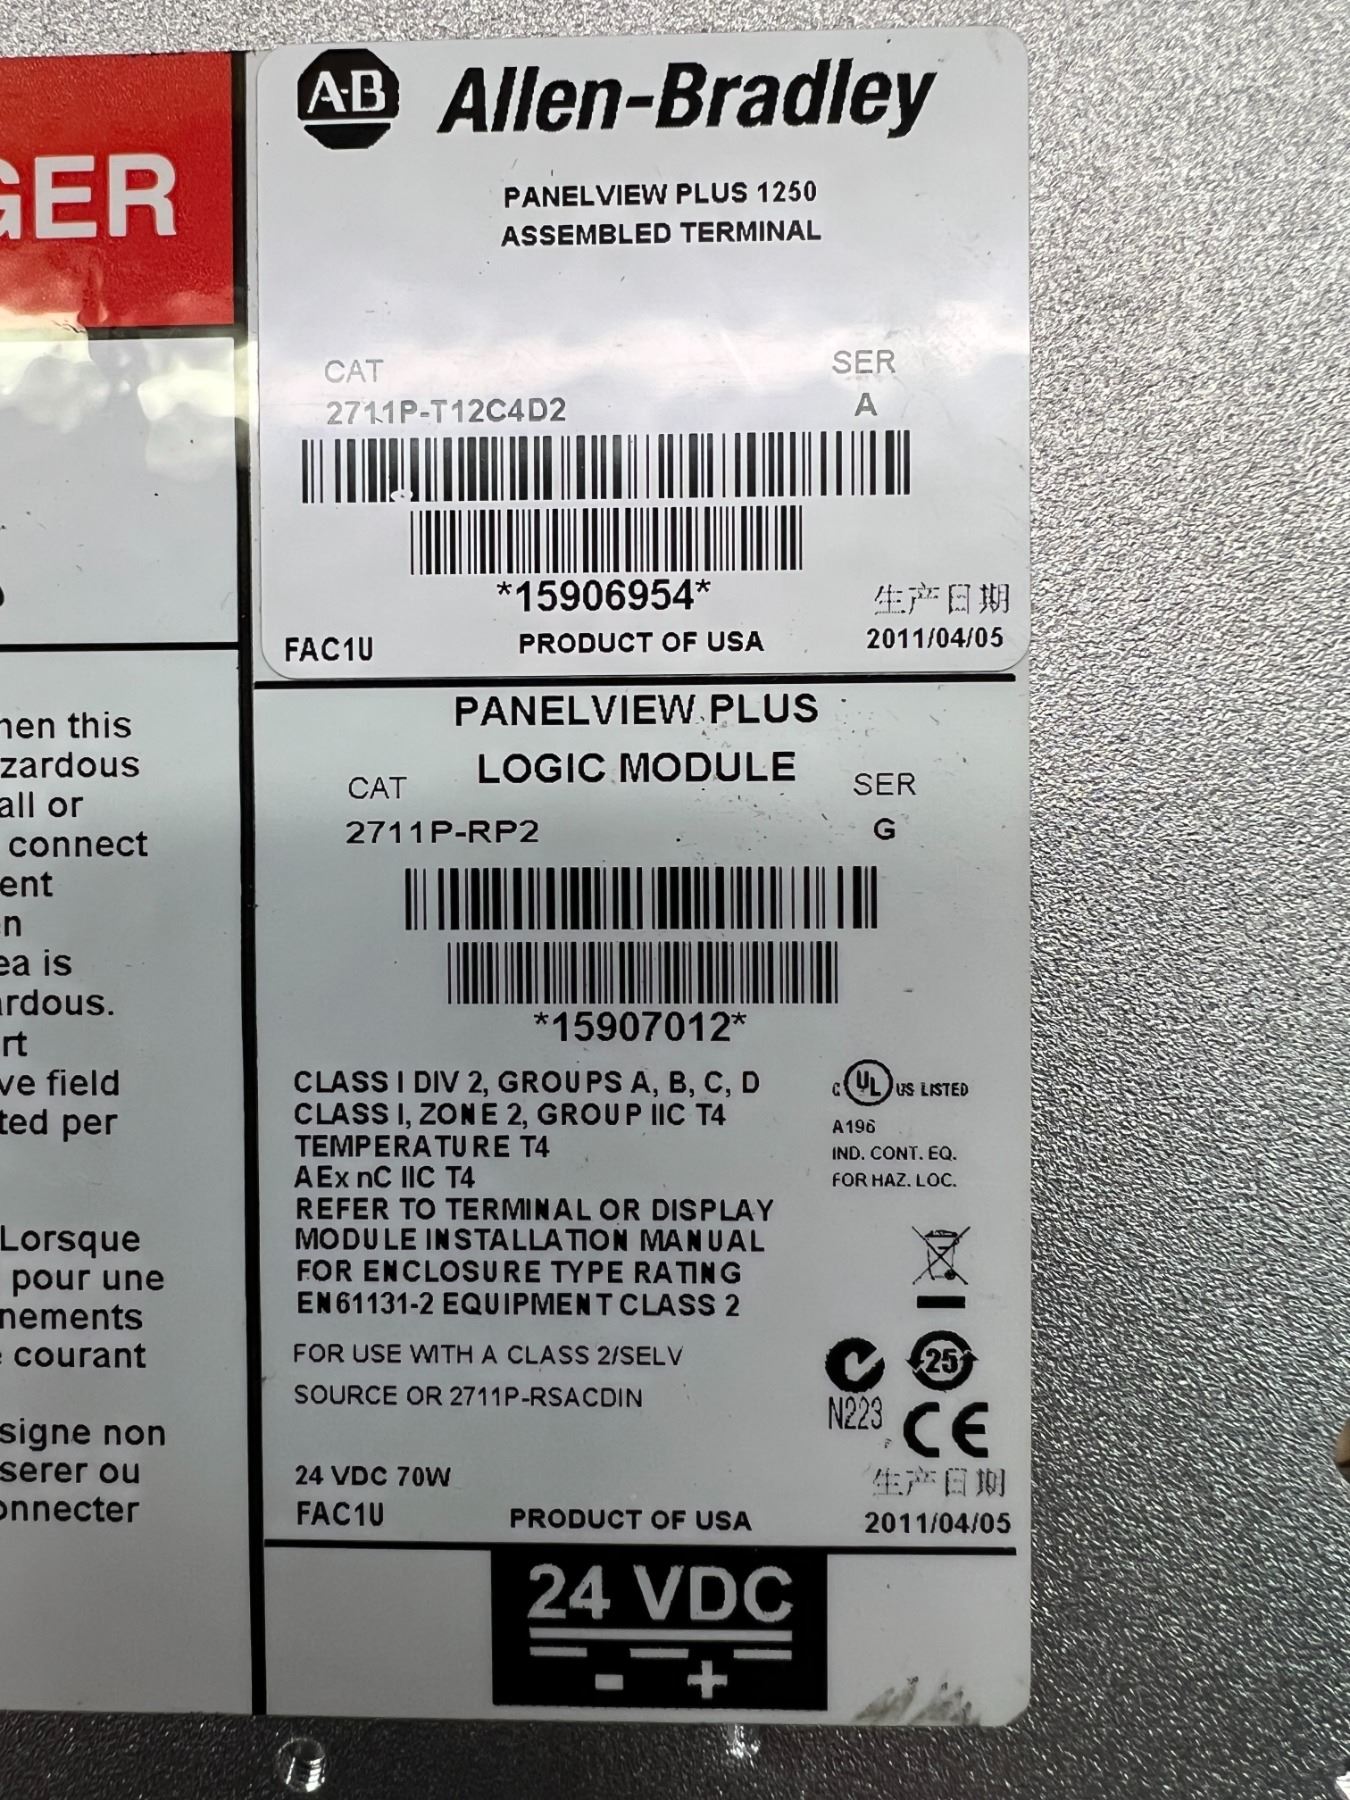 GER
A-B Allen-Bradley
PANELVIEW PLUS 1250
ASSEMBLED TERMINAL
CAT SER
2711P-T12C4D2 A
*15906954*
生产日期
FAC1U PRODUCT OF USA 2011/04/05
PANELVIEW PLUS
LOGIC MODULE
CAT SER
2711P-RP2 G
*15907012*
CLASS I DIV 2, GROUPS A, B, C, D
CLASS I, ZONE 2, GROUP IIC T4
TEMPERATURE T4
AEx nC IIC T4
REFER TO TERMINAL OR DISPLAY
MODULE INSTALLATION MANUAL
FOR ENCLOSURE TYPE RATING
EN61131-2 EQUIPMENT CLASS 2
C UL US LISTED
A196
IND. CONT. EQ.
FOR HAZ. LOC.
FOR USE WITH A CLASS 2/SELV
SOURCE OR 2711P-RSACDIN
25
N223
CE
24 VDC 70W
生产日期
FAC1U PRODUCT OF USA 2011/04/05
24 VDC
- +
hen this
zardous
all or
connect
ent
n
ea is
ardous.
rt
ve field
ted per
Lorsque
pour une
nements
courant
signe non
serer ou
onnecter